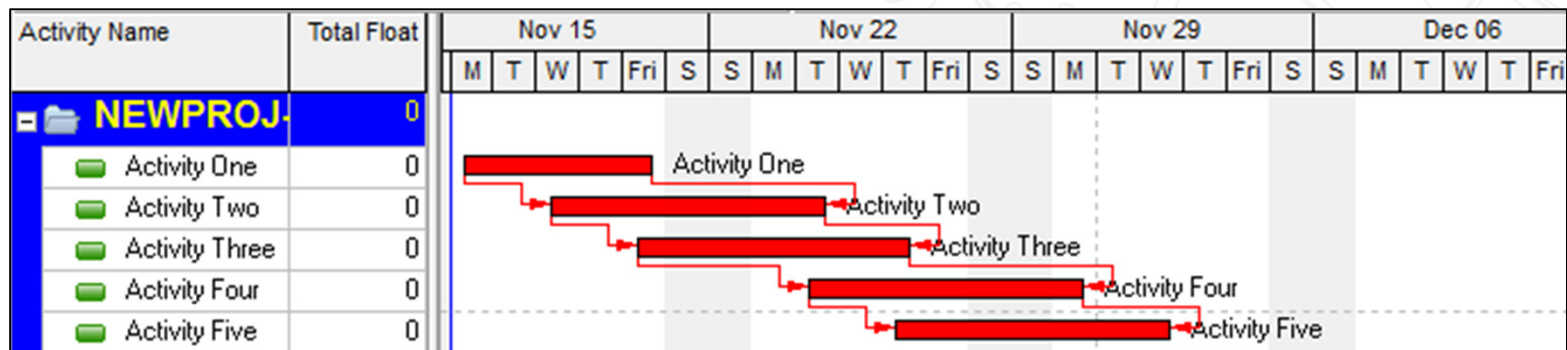 Activity Name Total Float Nov 15 Nov 22 Nov 29 Dec 06
M T W T Fri S S M T W T Fri S S M T W T Fri S S M T W T Fri
NEWPROJ- 0
Activity One 0 Activity One
Activity Two 0 Activity Two
Activity Three 0 Activity Three
Activity Four 0 Activity Four
Activity Five 0 Activity Five